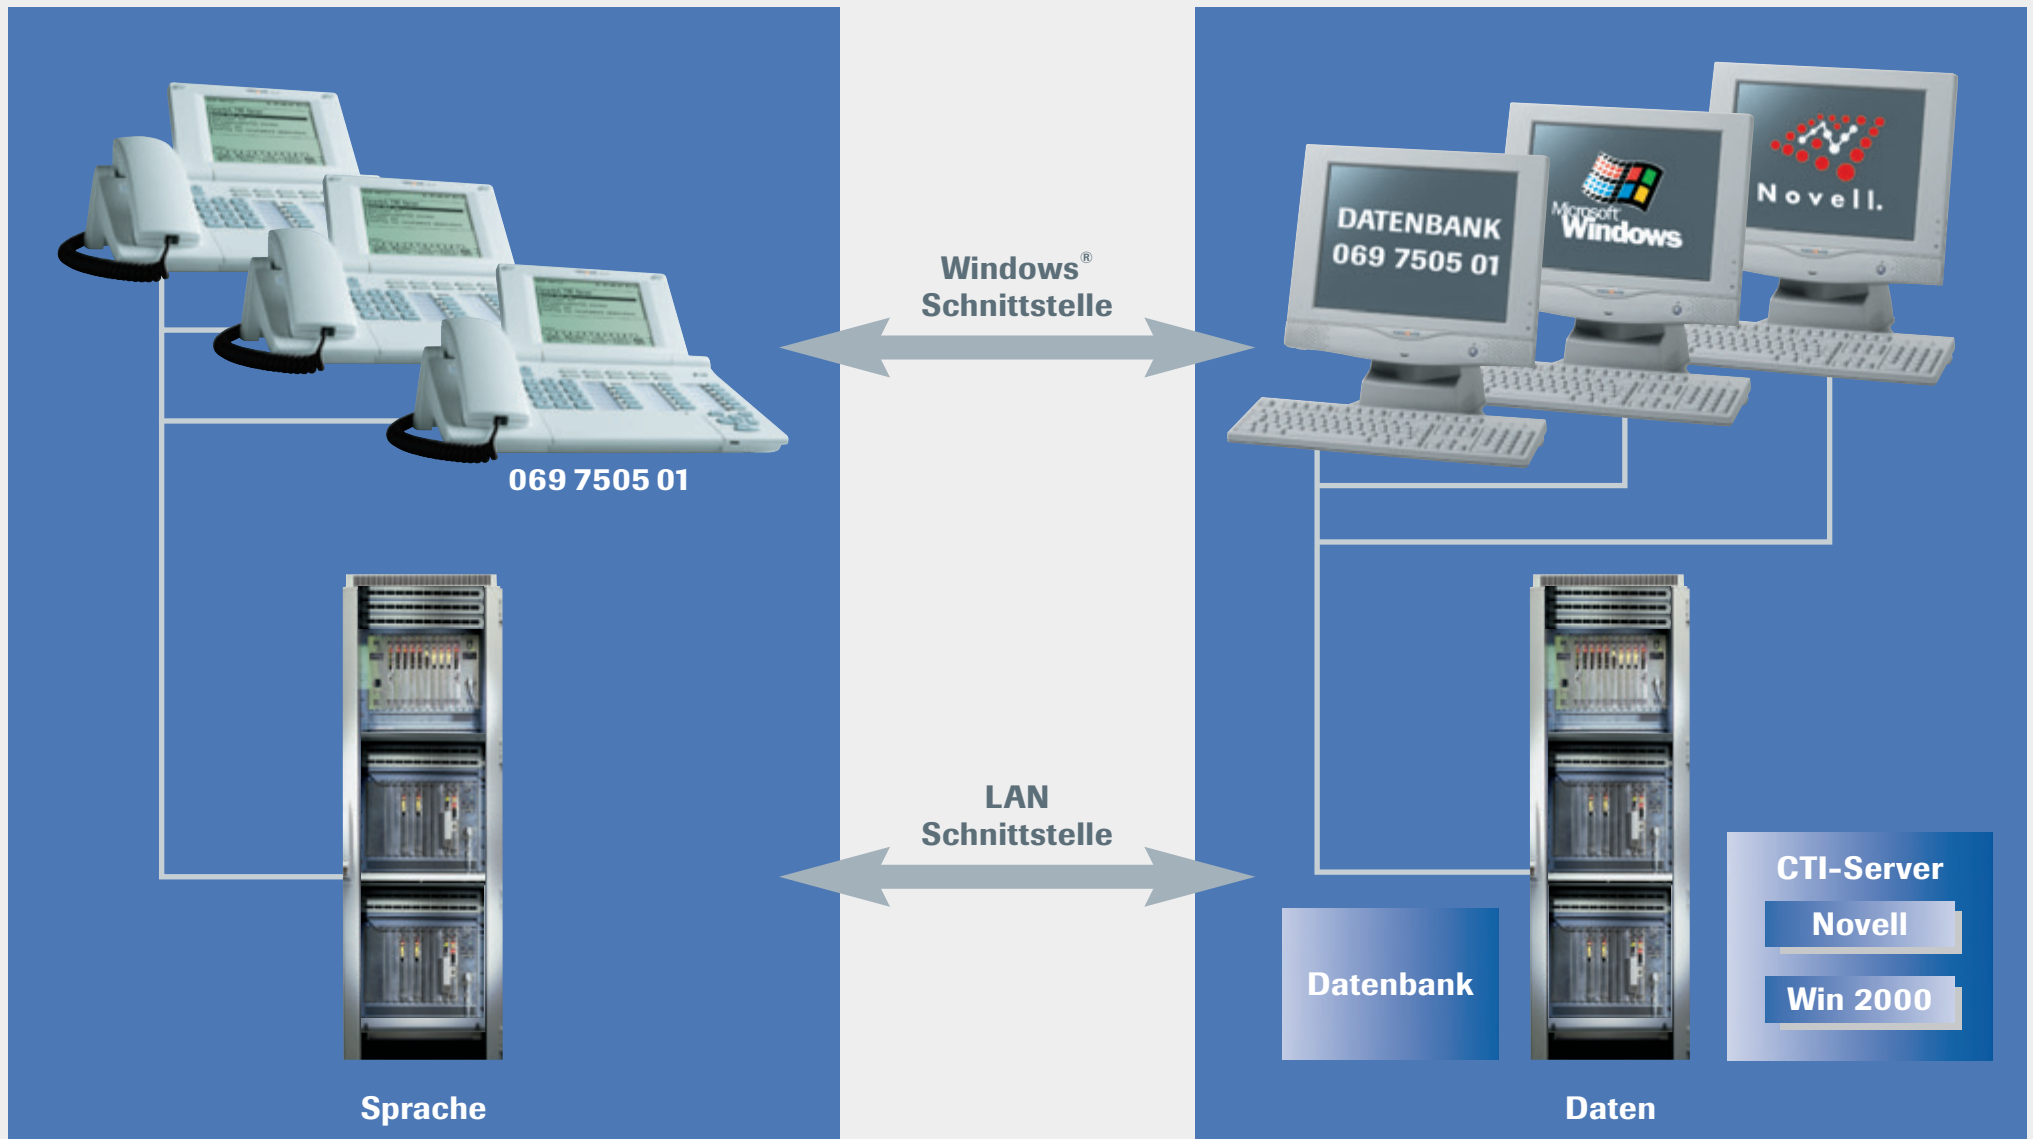 Windows®
Schnittstelle
DATENBANK
069 7505 01
Microsoft
Windows
Novell.
069 7505 01
LAN
Schnittstelle
Datenbank
CTI-Server
Novell
Win 2000
Sprache
Daten